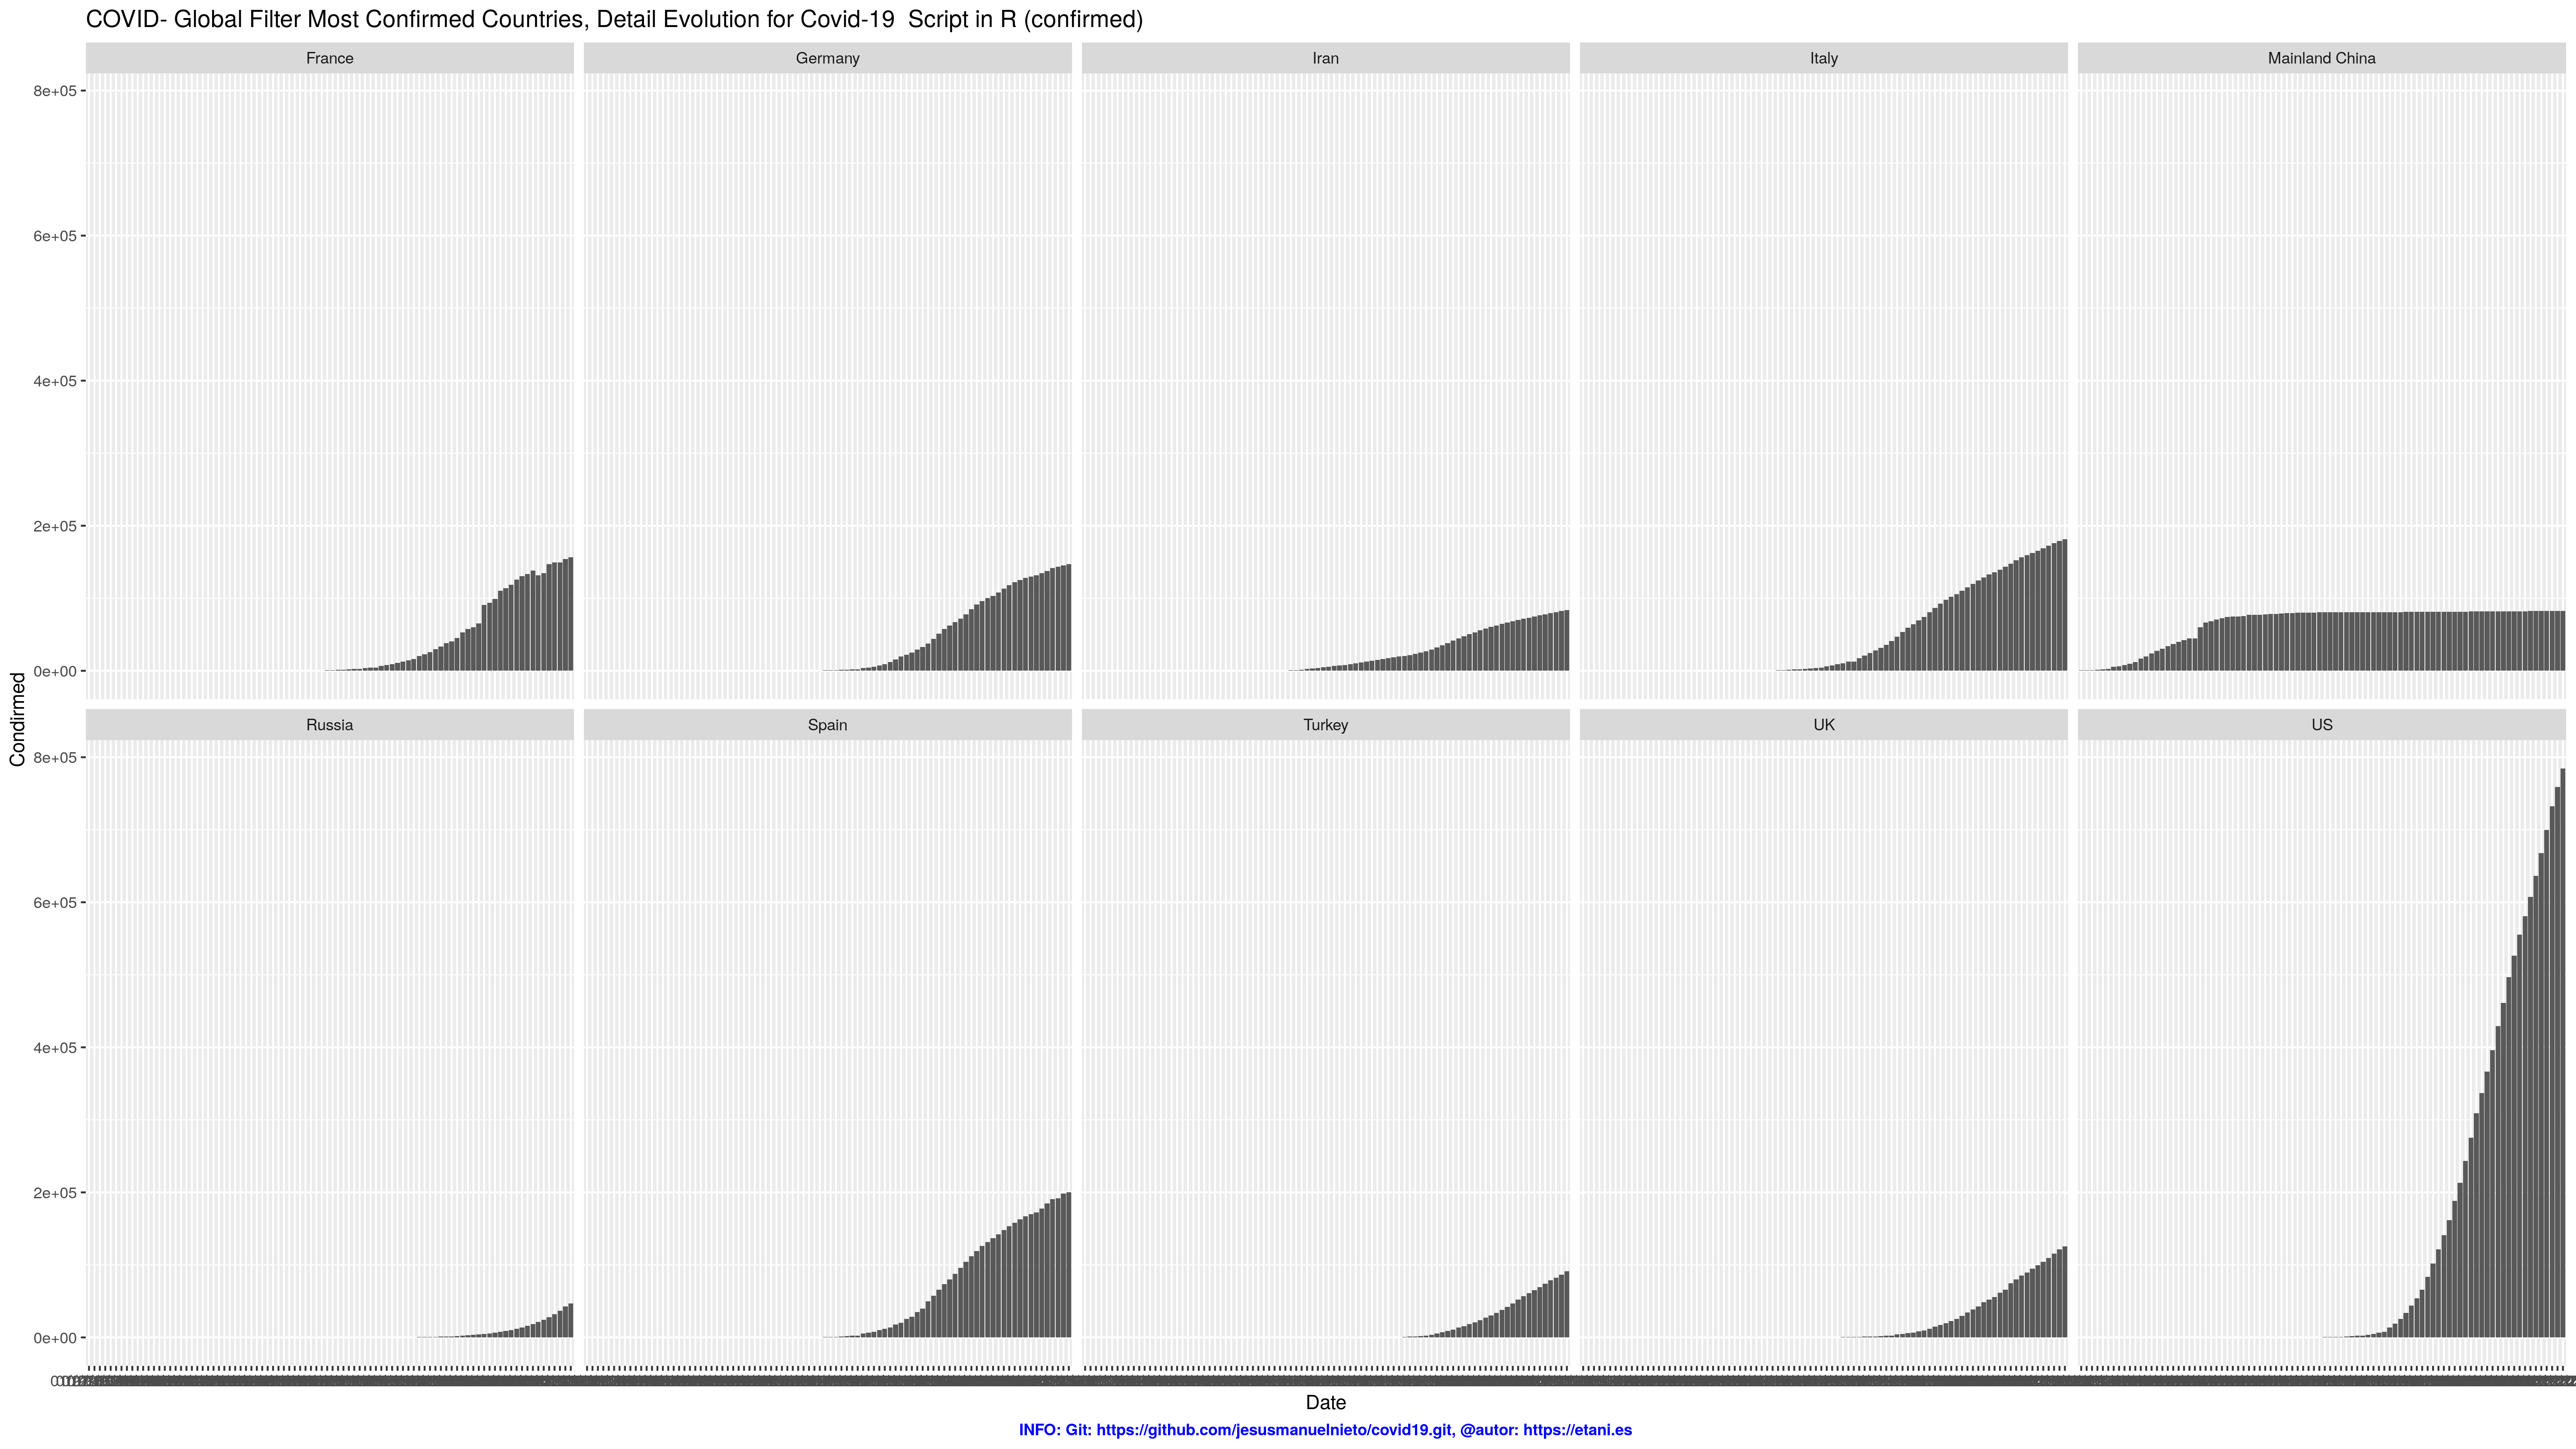 COVID- Global Filter Most Confirmed Countries, Detail Evolution for Covid-19  Script in R (confirmed)
France
Germany
Iran
Italy
Mainland China
8e+05
6e+05
4e+05
2e+05
0e+00
Condirmed
Russia
Spain
Turkey
UK
US
8e+05
6e+05
4e+05
2e+05
0e+00
Date
INFO: Git: https://github.com/jesusmanuelnieto/covid19.git, @autor: https://etani.es